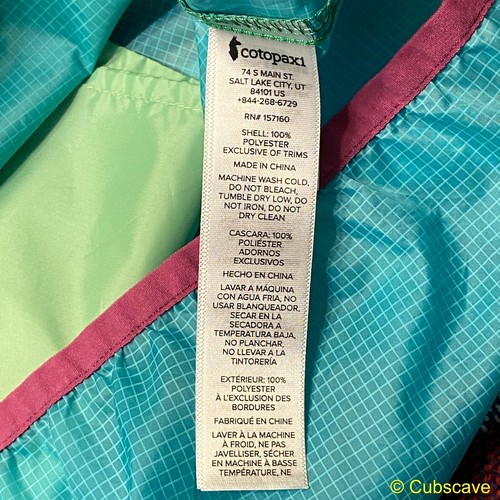 cotopaxi
74 S MAIN ST.
SALT LAKE CITY, UT
84101 US
+844-268-6729
RN# 157160
SHELL: 100%
POLYESTER
EXCLUSIVE OF TRIMS
MADE IN CHINA
MACHINE WASH COLD,
DO NOT BLEACH,
TUMBLE DRY LOW, DO
NOT IRON, DO NOT
DRY CLEAN
CASCARA: 100%
POLIÉSTER
ADORNOS
EXCLUSIVOS
HECHO EN CHINA
LAVAR A MÁQUINA
CON AGUA FRIA, NO
USAR BLANQUEADOR,
SECAR EN LA
SECADORA A
TEMPERATURA BAJA,
NO PLANCHAR,
NO LLEVAR A LA
TINTORERÍA
EXTÉRIEUR: 100%
POLYESTER
À L'EXCLUSION DES
BORDURES
FABRIQUÉ EN CHINE
LAVER À LA MACHINE
À FROID, NE PAS
JAVELLISER, SÉCHER
EN MACHINE À BASSE
TEMPÉRATURE, NE
© Cubscave